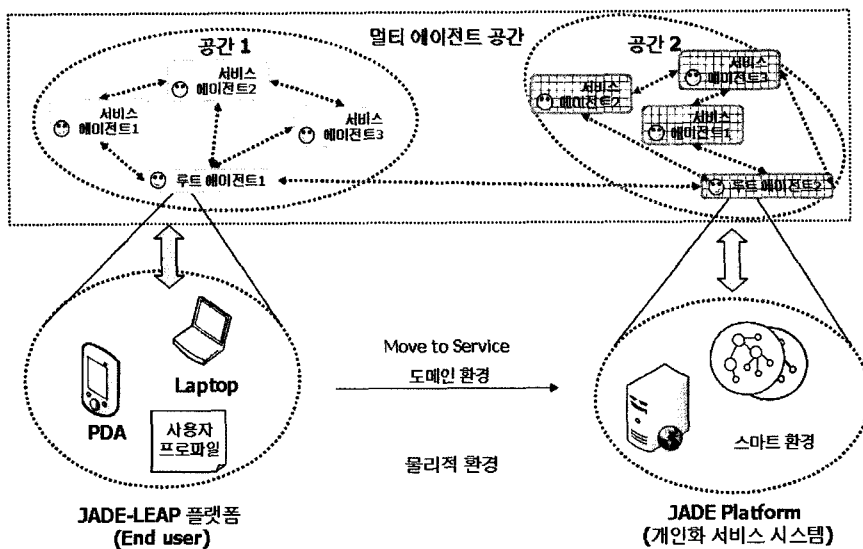 멀티 에이전트 공간
공간 1
서비스
에이전트2
서비스
에이전트1
서비스
에이전트3
루트 에이전트1
공간 2
서비스
에이전트3
서비스
에이전트2
서비스
에이전트1
루트 에이전트2
Laptop
PDA
사용자
프로파일
Move to Service
도메인 환경
물리적 환경
스마트 환경
JADE-LEAP 플랫폼
(End user)
JADE Platform
(개인화 서비스 시스템)